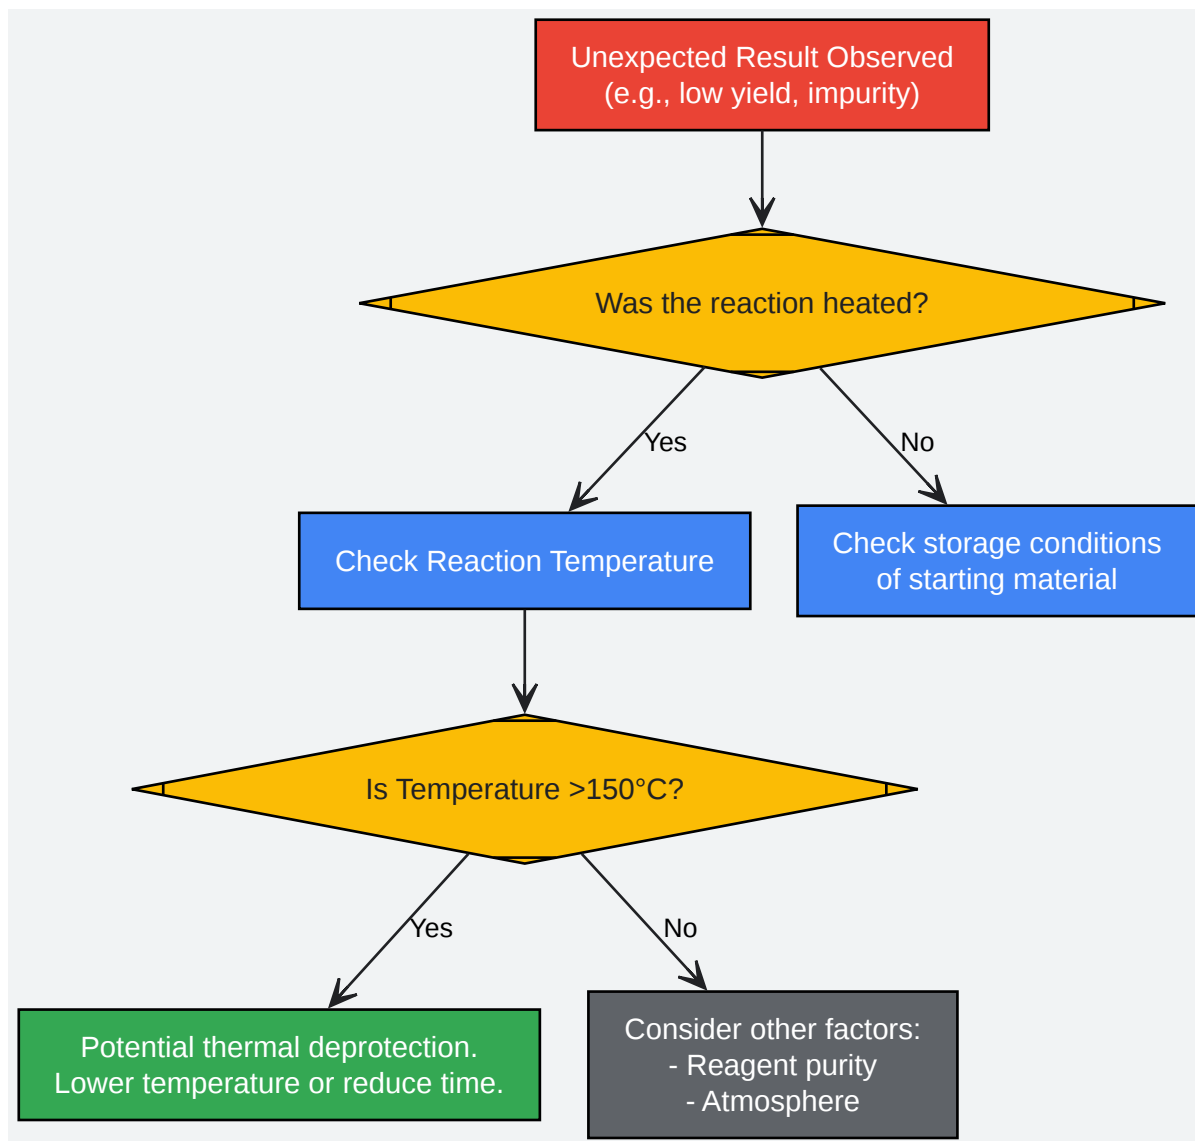 Unexpected Result Observed
(e.g., low yield, impurity)
Was the reaction heated?
Yes
No
Check Reaction Temperature
Check storage conditions
of starting material
Is Temperature >150°C?
Yes
No
Potential thermal deprotection.
Lower temperature or reduce time.
Consider other factors:
- Reagent purity
- Atmosphere